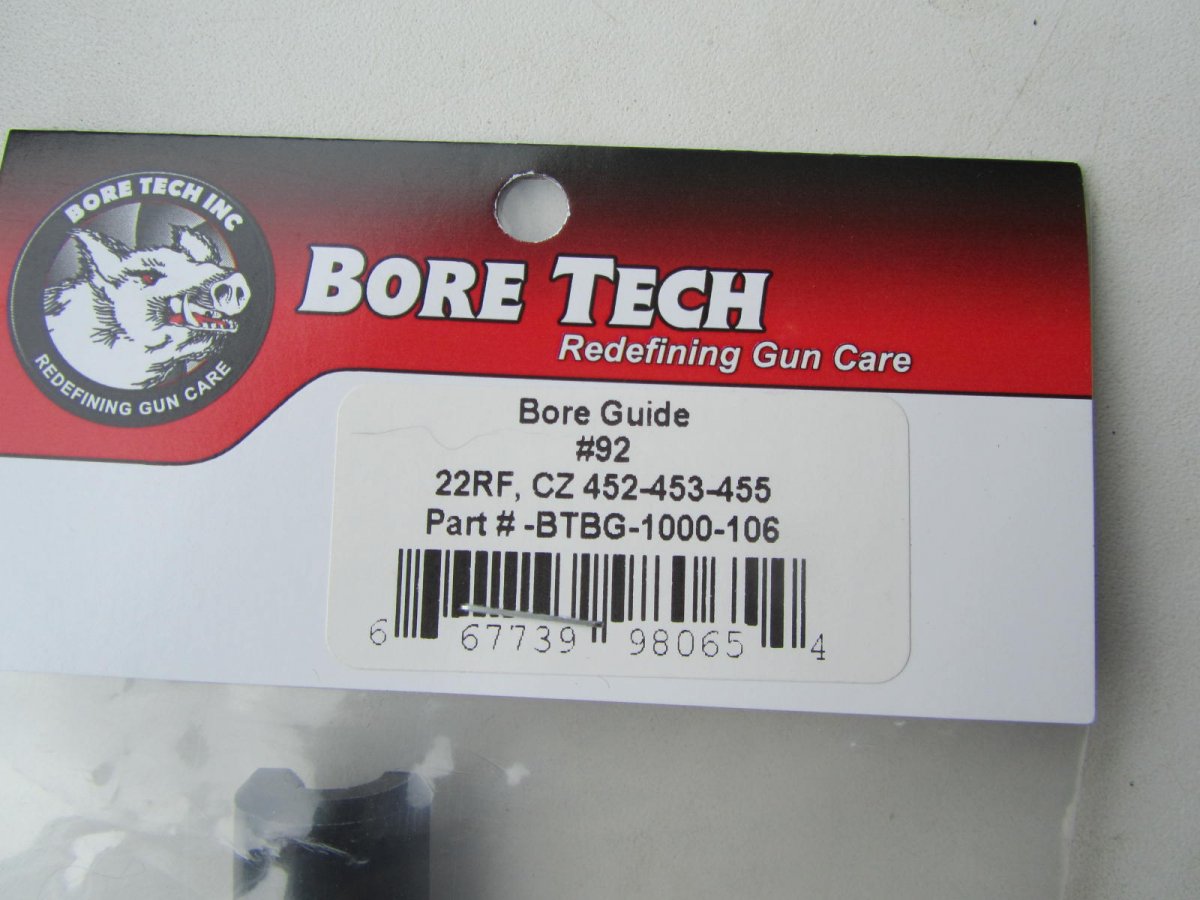 BORE TECH INC
REDEFINING GUN CARE
BORE TECH
Redefining Gun Care
Bore Guide
#92
22RF, CZ 452-453-455
Part # -BTBG-1000-106
6 67739 98065 4